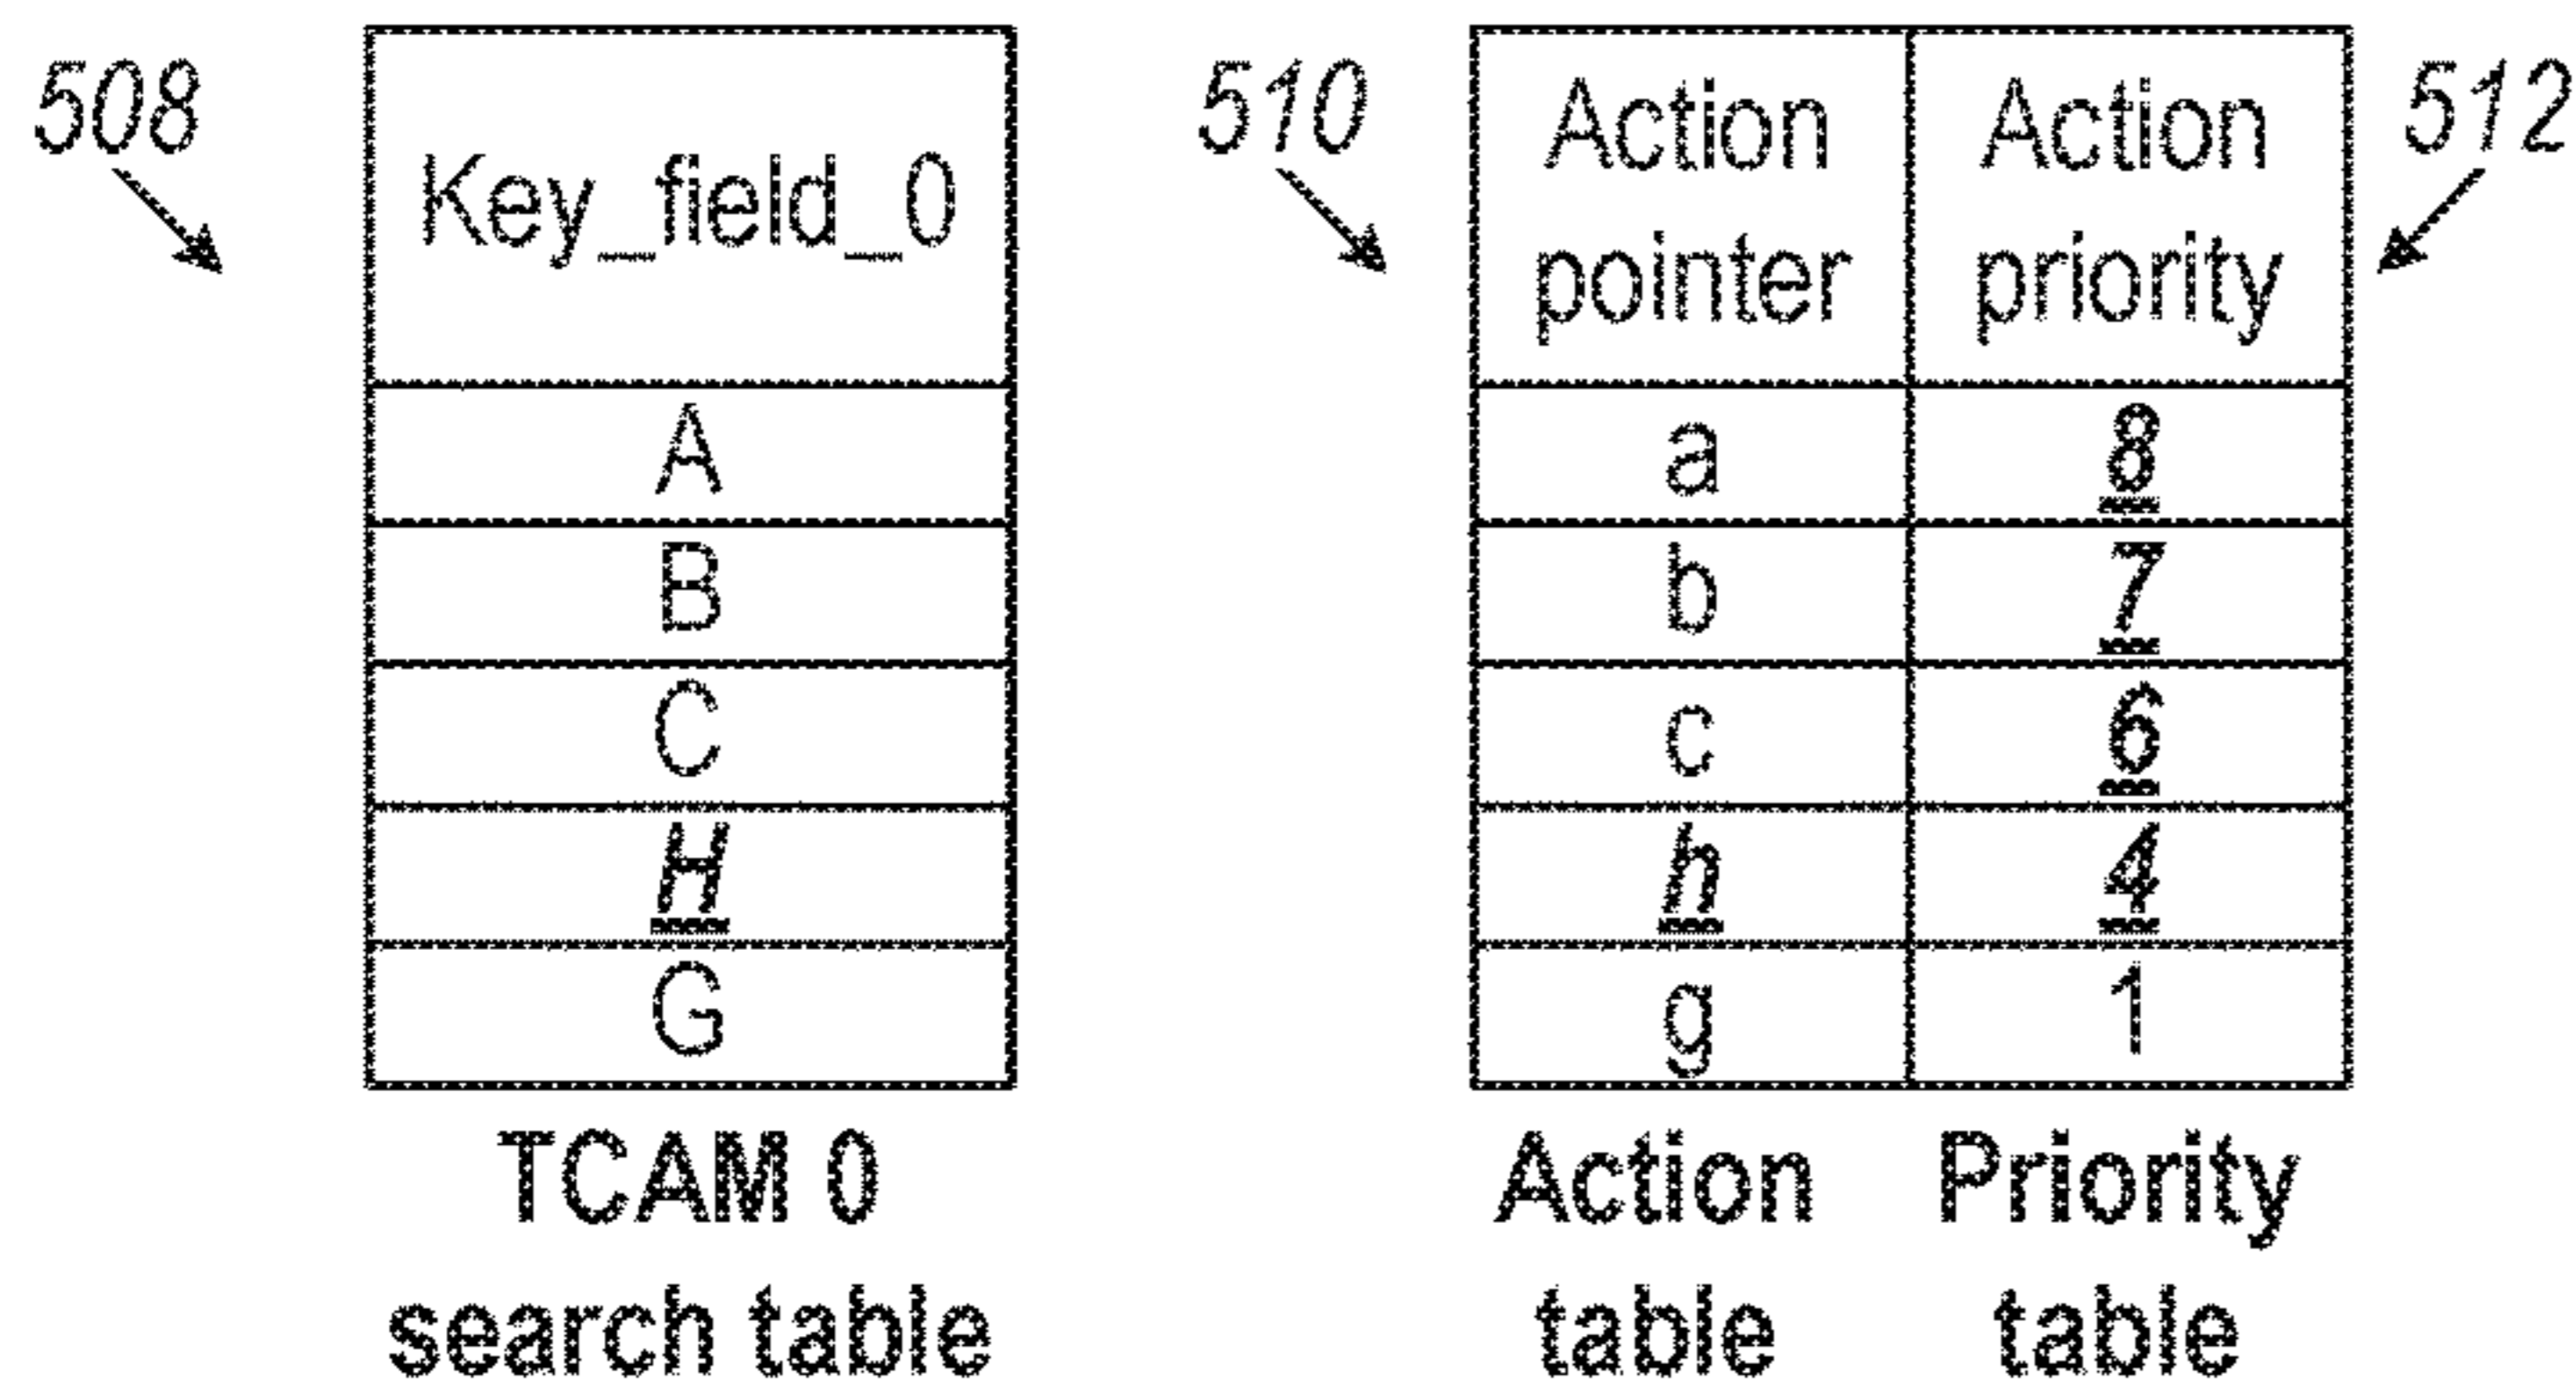 508
Key_field_0
A
B
C
H
G
TCAM 0
search table
510
Action
pointer
Action
priority
512
a 8
b 7
c 6
h 4
g 1
Action
table
Priority
table